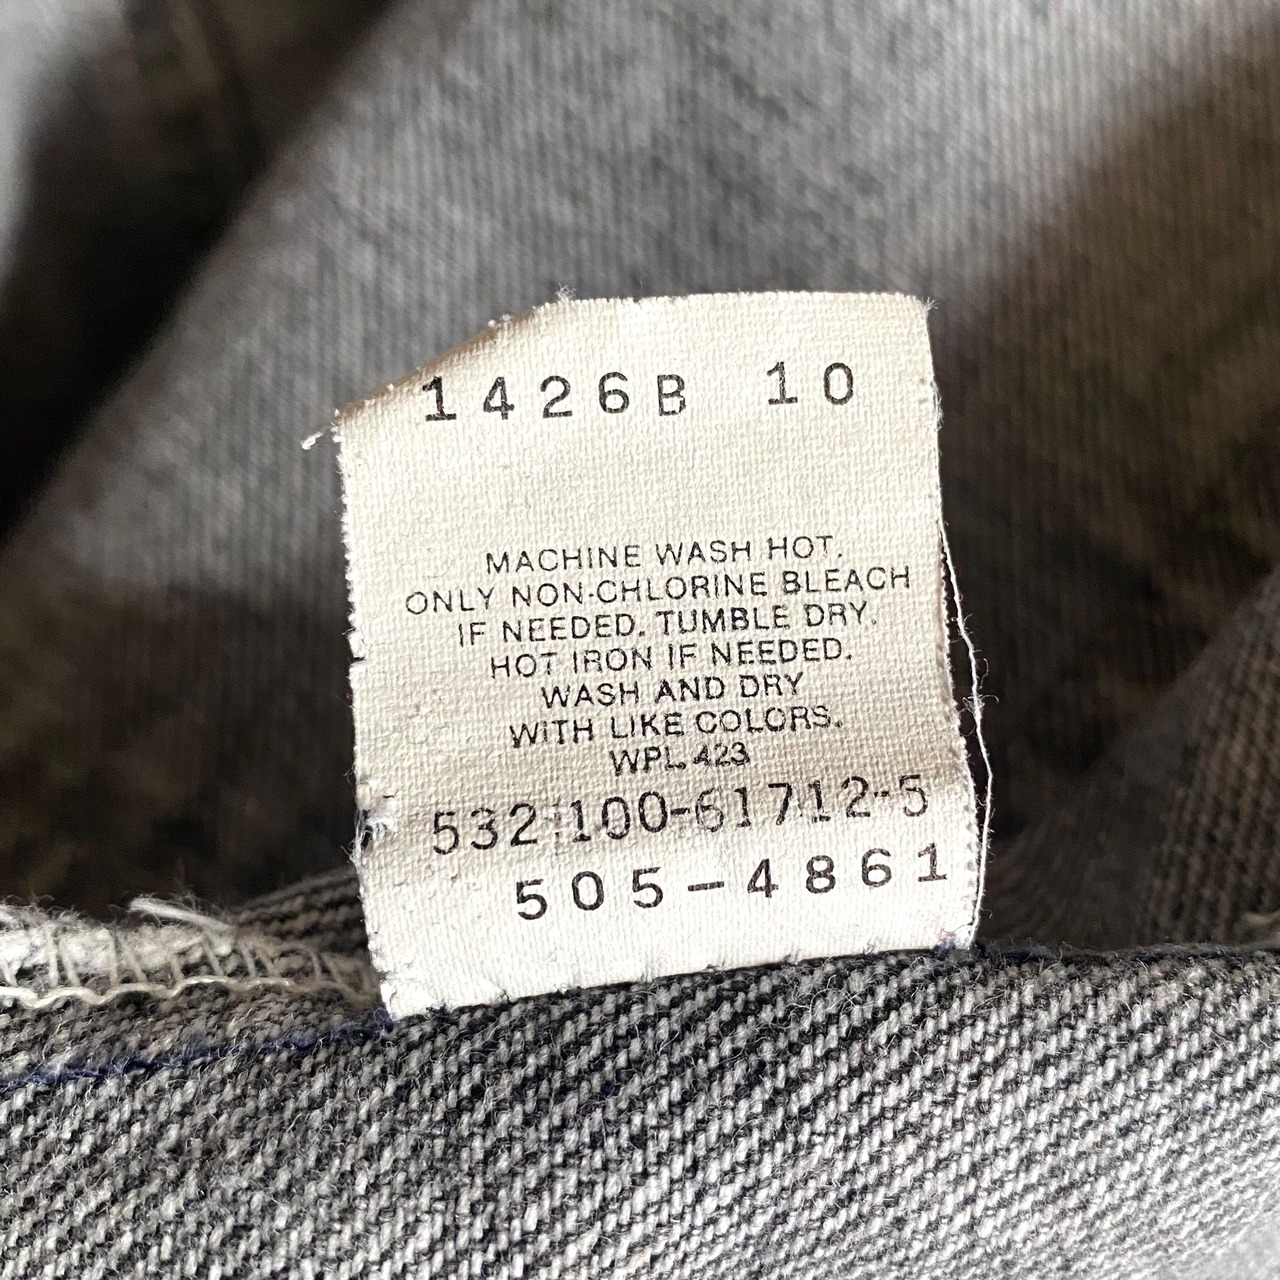 1426B 10
MACHINE WASH HOT.
ONLY NON-CHLORINE BLEACH
IF NEEDED. TUMBLE DRY.
HOT IRON IF NEEDED.
WASH AND DRY
WITH LIKE COLORS.
WPL 423
532 100-61712-5
505-4861